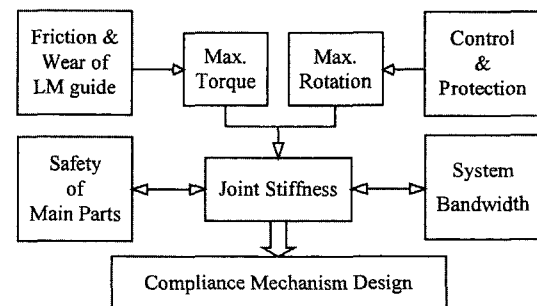 Friction &
Wear of
LM guide
Max.
Torque
Max.
Rotation
Control
&
Protection
Safety
of
Main Parts
Joint Stiffness
System
Bandwidth
Compliance Mechanism Design